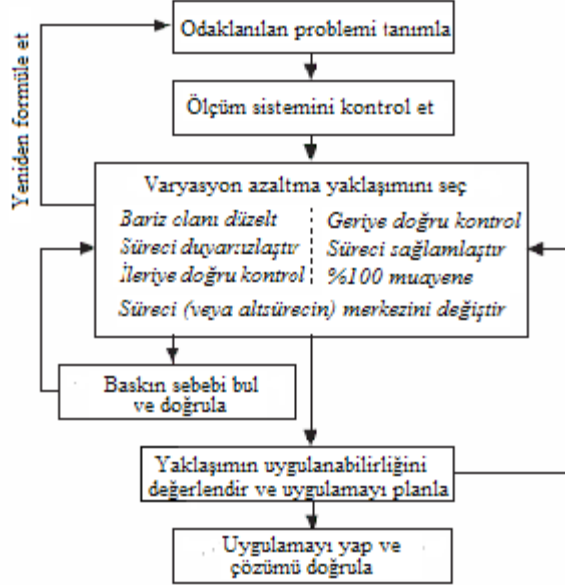 Odaklanılan problemi tanımla
Yeniden formüle et
Ölçüm sistemini kontrol et
Varyasyon azaltma yaklaşımını seç
Bariz clanı düzelt
Geriye doğru kontrol
Süreci duyarsızlaştır
Süreci sağlamlaştır
İleriye doğru kontrol
%100 muayene
Süreci (veya altsürecin) merkezini değiştir
Baskın sebebi bul
ve doğrula
Yaklaşımın uygulanabilirliğini
değerlendir ve uygulamayı planla
Uygulamayı yap ve
çözümü doğrula